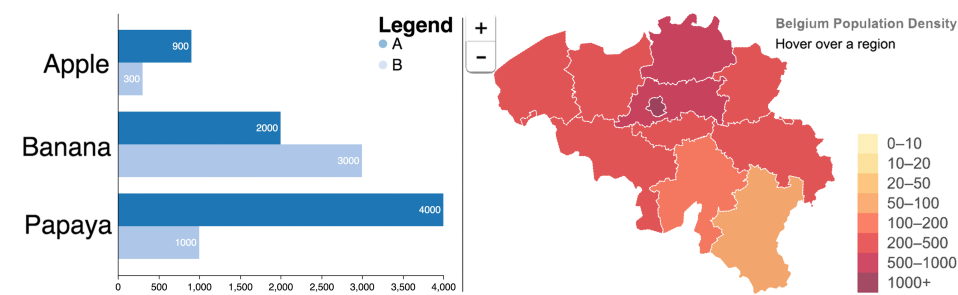 Legend
A
B
Apple
900
300
Banana
2000
3000
Papaya
4000
1000
0 500 1,000 1,500 2,000 2,500 3,000 3,500 4,000
+
−
Belgium Population Density
Hover over a region
0–10
10–20
20–50
50–100
100–200
200–500
500–1000
1000+